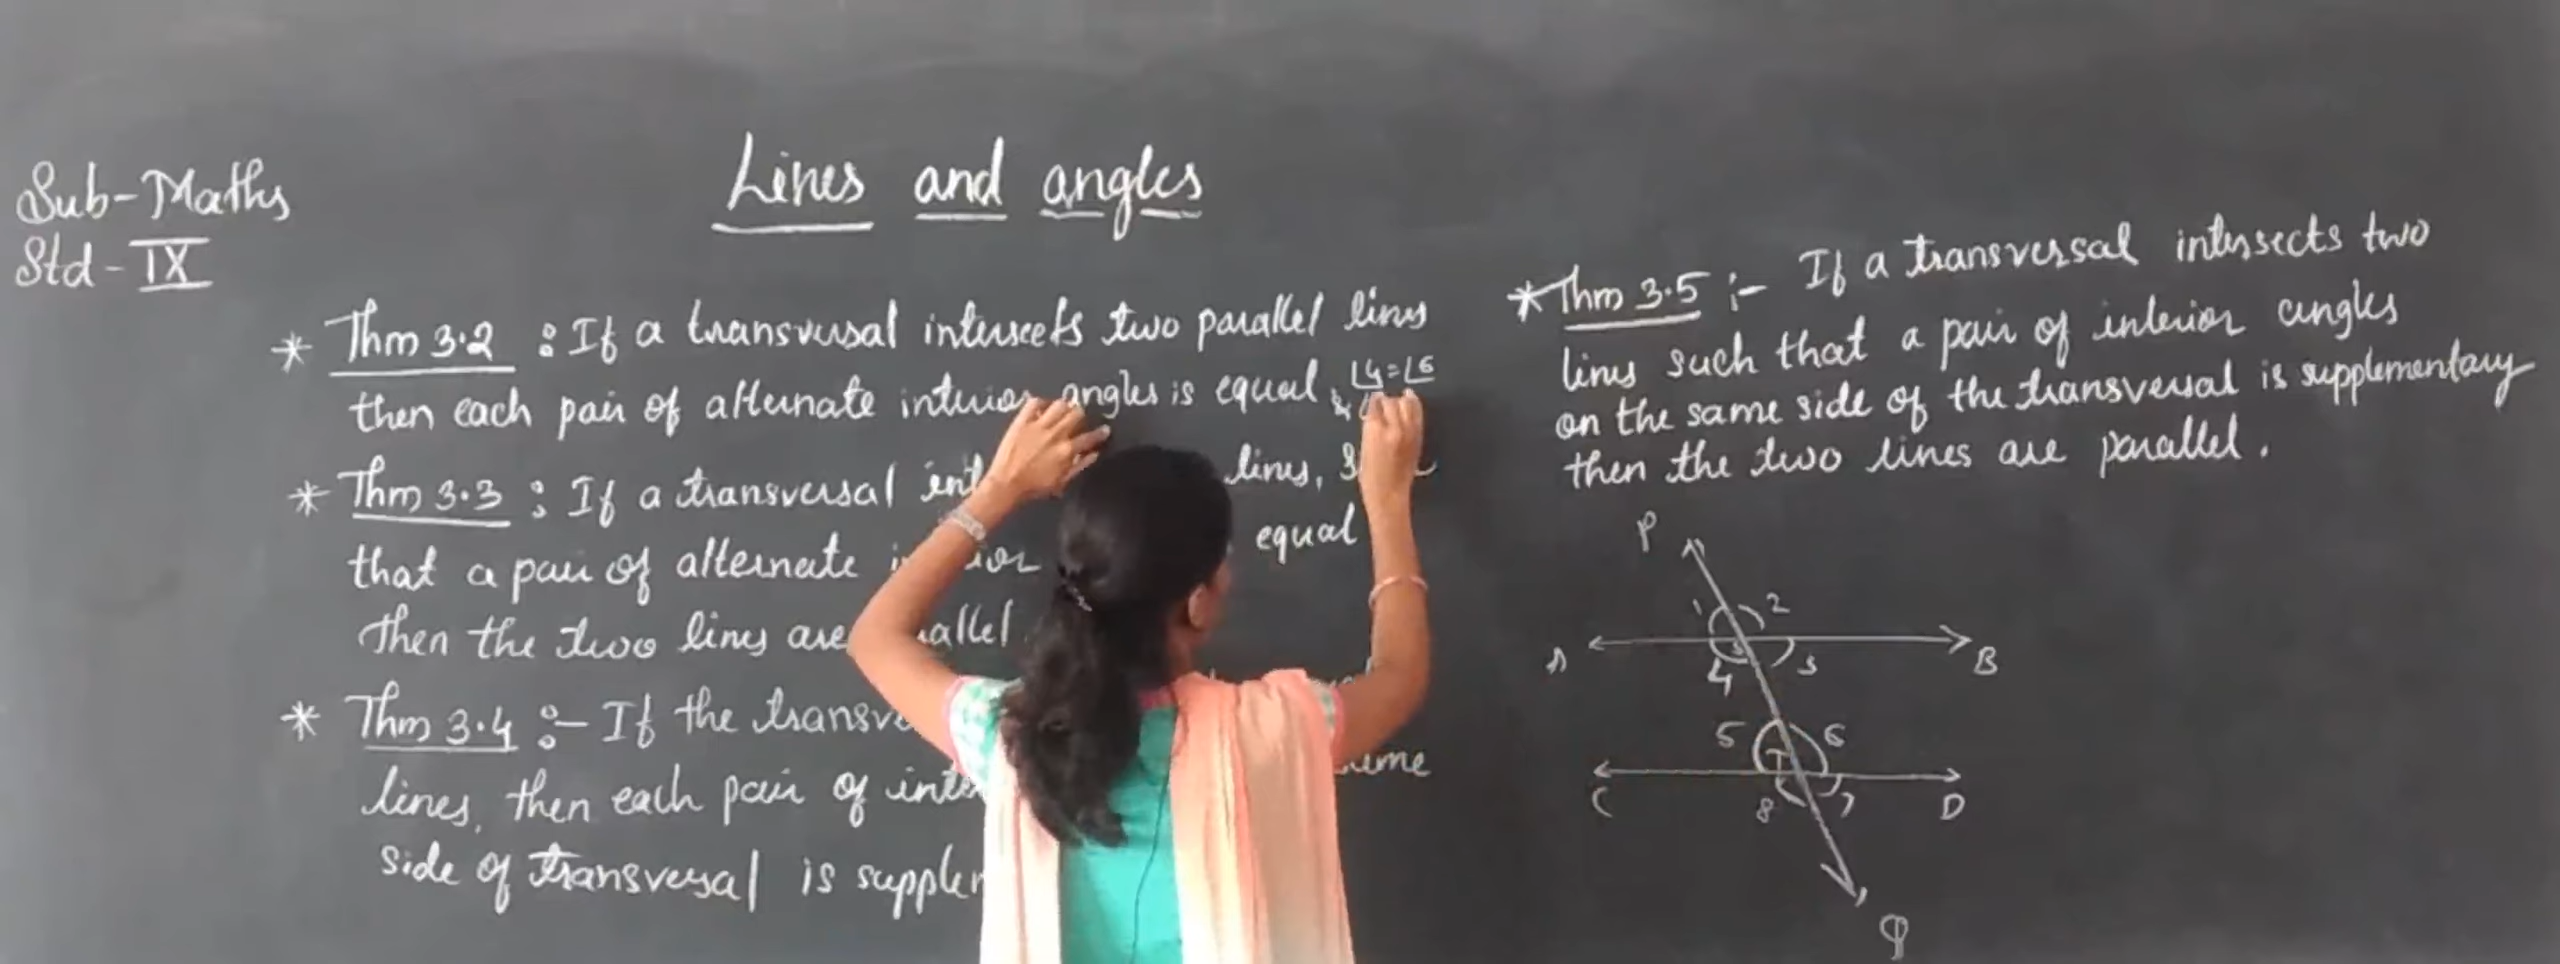 Sub-Maths
Std-IX
Lines and angles
* Thm 3.2 : If a transversal intersects two parallel lines
then each pair of alternate interior angles is equal, ∠4=∠6
&
* Thm 3.3 : If a transversal lines,
that a pair of alternate equal
then the two lines are
* Thm 3.4 :- If the
lines, then each pair of
side of transversal is
* Thm 3.5 :- If a transversal intersects two
lines such that a pair of interior angles
on the same side of the transversal is supplementary
then the two lines are parallel.
P
1 2
A B
4 3
5 6
T
C 8 7 D
Q